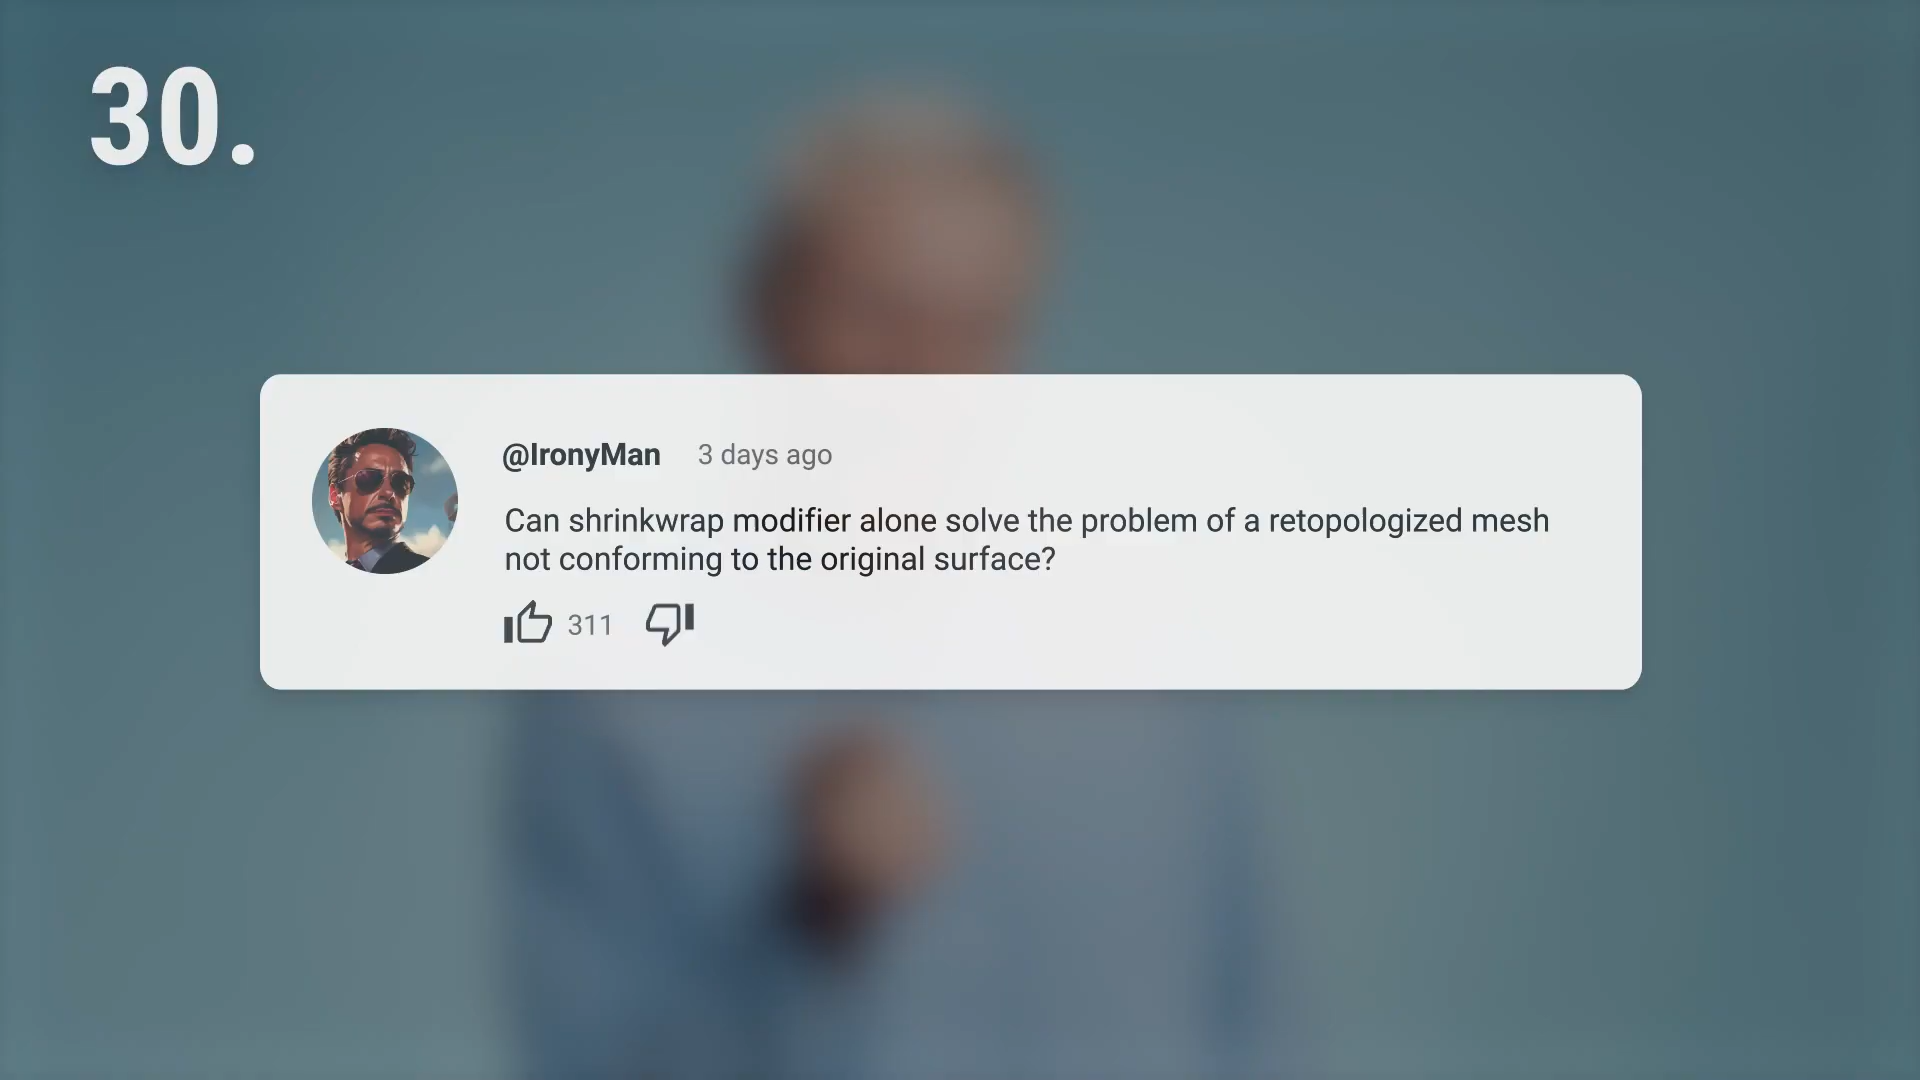 30.
@IronyMan 3 days ago
Can shrinkwrap modifier alone solve the problem of a retopologized mesh
not conforming to the original surface?
311